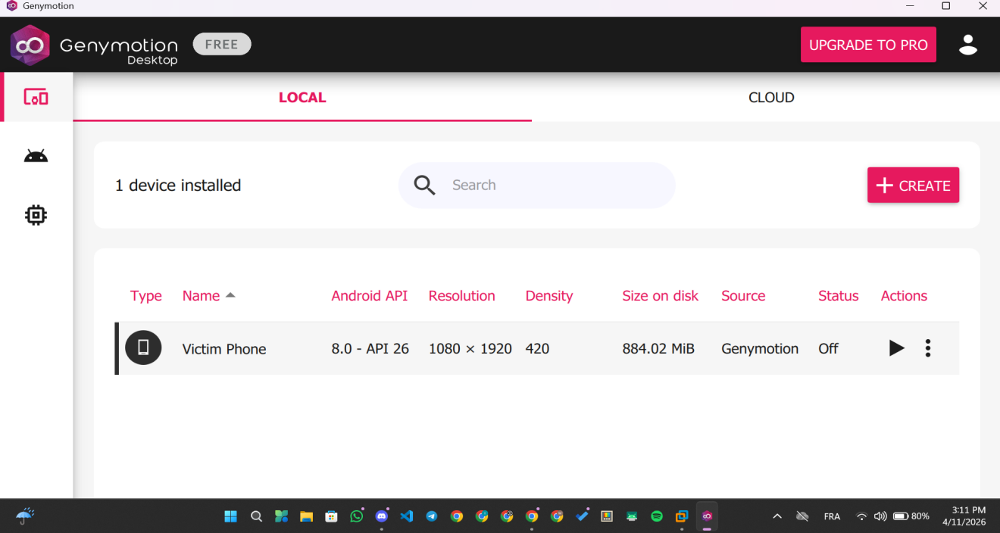 Genymotion
Genymotion Desktop FREE UPGRADE TO PRO
LOCAL CLOUD
1 device installed Search CREATE
Type Name Android API Resolution Density Size on disk Source Status Actions
Victim Phone 8.0 - API 26 1080 × 1920 420 884.02 MiB Genymotion Off
FRA 80% 3:11 PM
4/11/2026